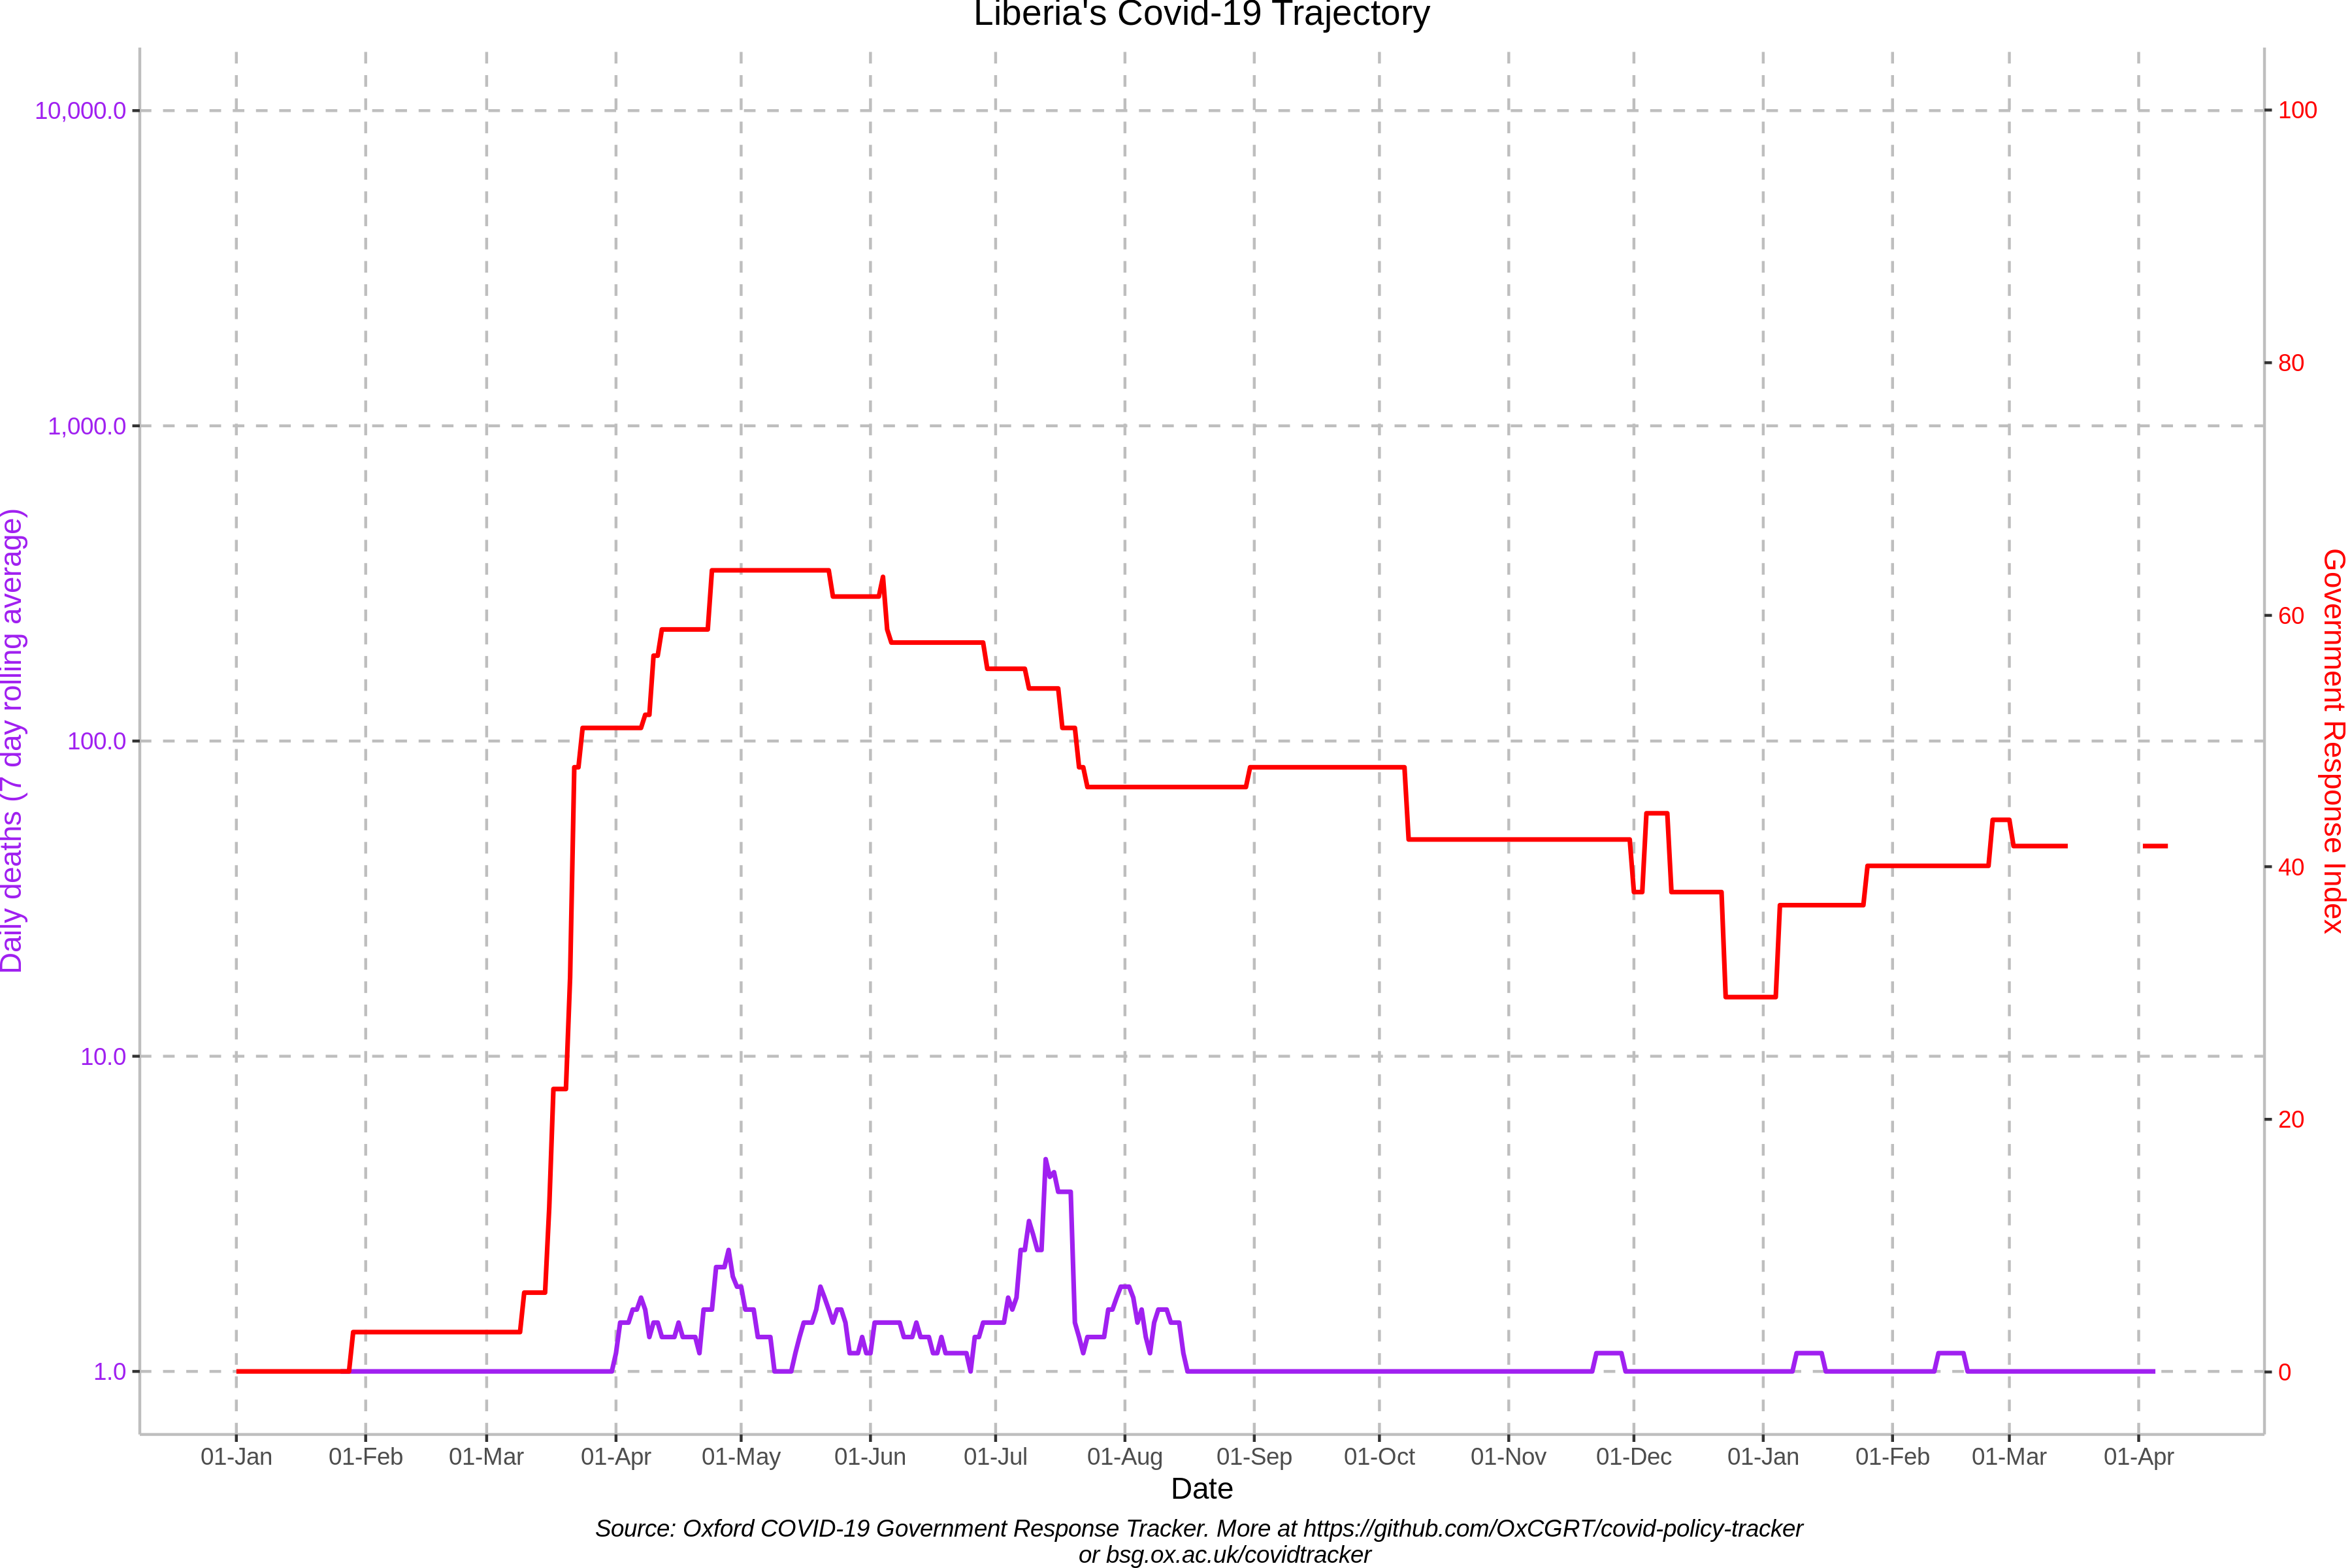 Liberia's Covid-19 Trajectory
10,000.0
1,000.0
100.0
10.0
1.0
Daily deaths (7 day rolling average)
100
80
60
40
20
0
Government Response Index
01-Jan 01-Feb 01-Mar 01-Apr 01-May 01-Jun 01-Jul 01-Aug 01-Sep 01-Oct 01-Nov 01-Dec 01-Jan 01-Feb 01-Mar 01-Apr
Date
Source: Oxford COVID-19 Government Response Tracker. More at https://github.com/OxCGRT/covid-policy-tracker
or bsg.ox.ac.uk/covidtracker